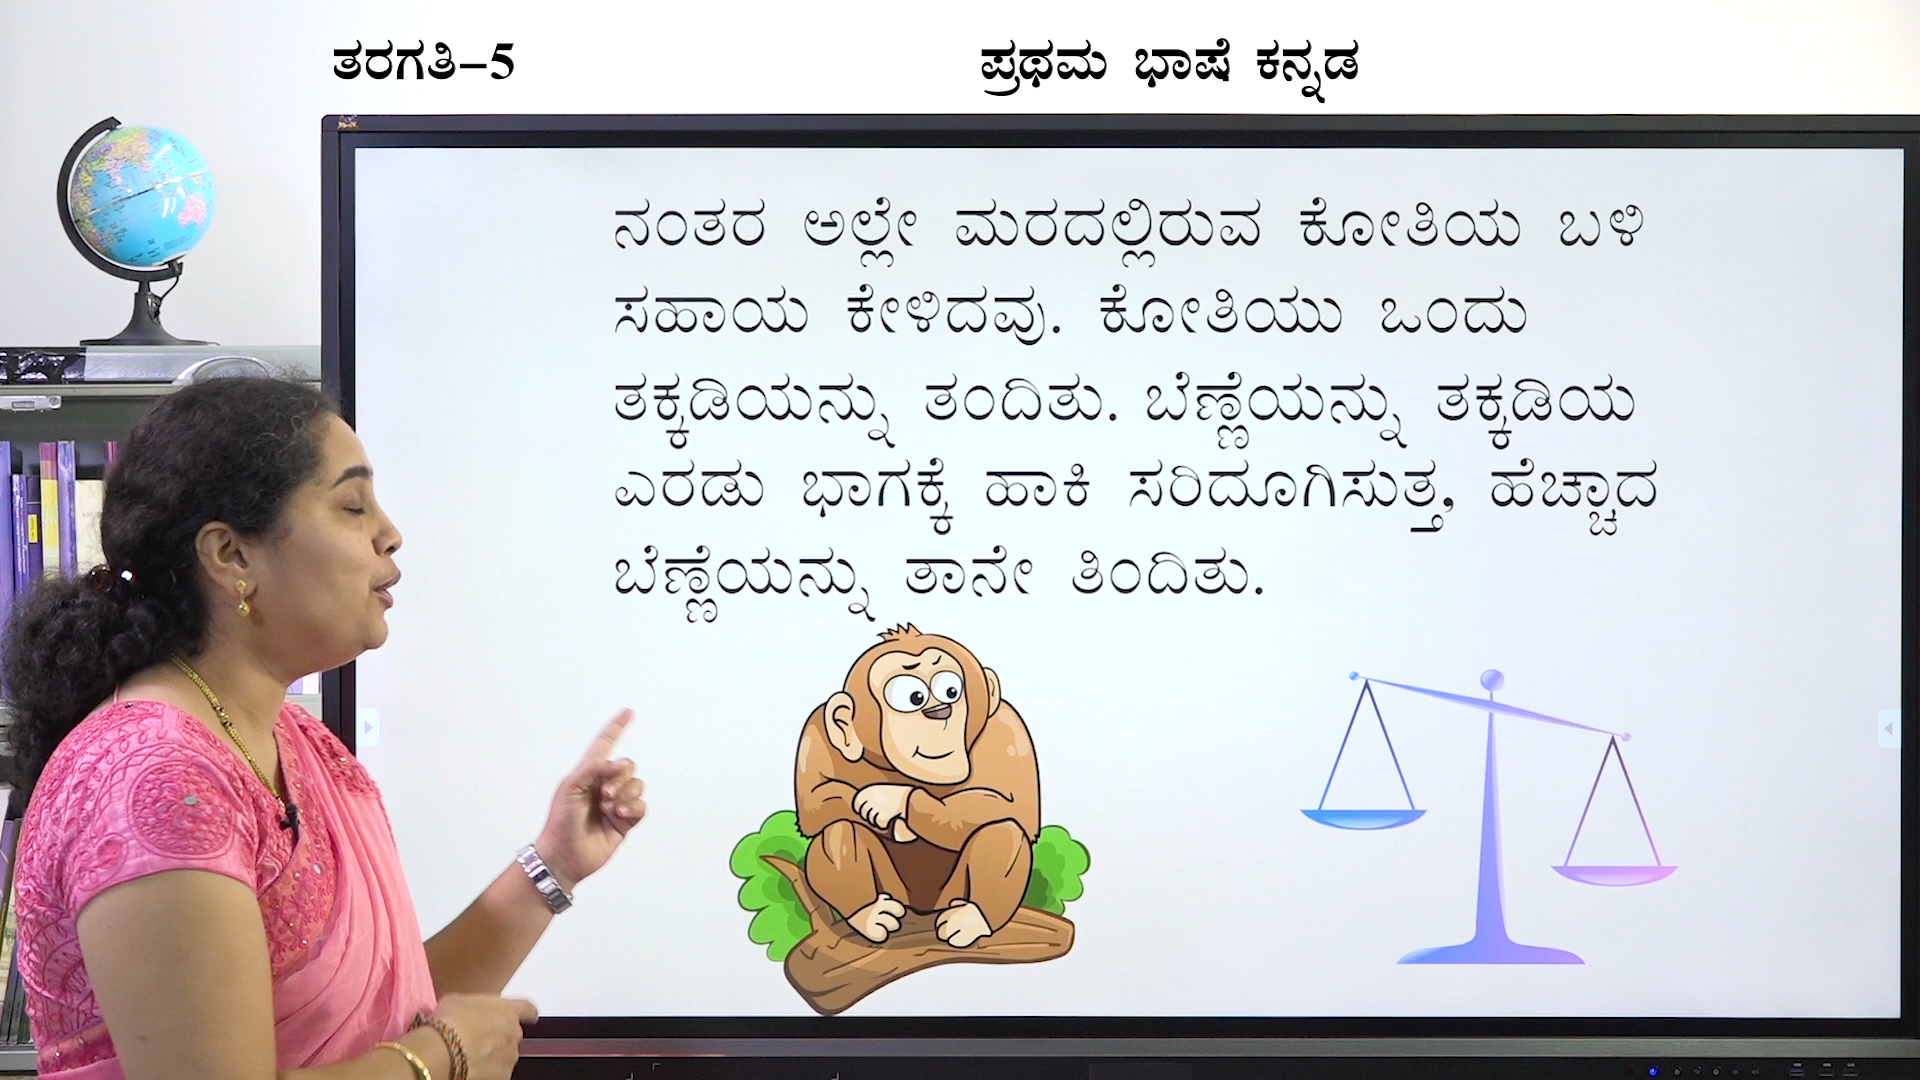 ತರಗತಿ–5
ಪ್ರಥಮ ಭಾಷೆ ಕನ್ನಡ
ನಂತರ ಅಲ್ಲೇ ಮರದಲ್ಲಿರುವ ಕೋತಿಯ ಬಳಿ
ಸಹಾಯ ಕೇಳಿದವು. ಕೋತಿಯು ಒಂದು
ತಕ್ಕಡಿಯನ್ನು ತಂದಿತು. ಬೆಣ್ಣೆಯನ್ನು ತಕ್ಕಡಿಯ
ಎರಡು ಭಾಗಕ್ಕೆ ಹಾಕಿ ಸರಿದೂಗಿಸುತ್ತ, ಹೆಚ್ಚಾದ
ಬೆಣ್ಣೆಯನ್ನು ತಾನೇ ತಿಂದಿತು.